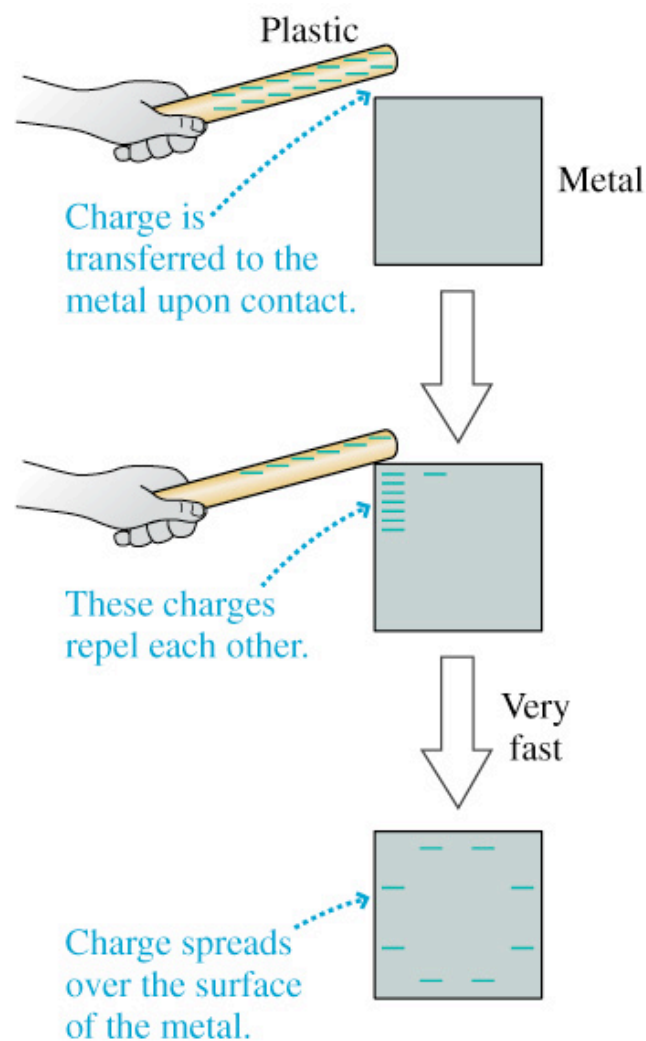 Plastic
Metal
Charge is
transferred to the
metal upon contact.
These charges
repel each other.
Very
fast
Charge spreads
over the surface
of the metal.